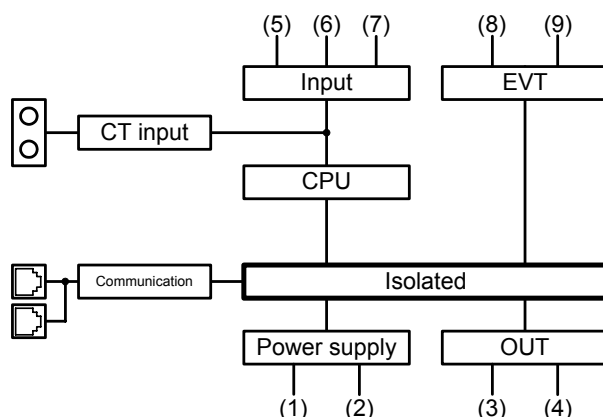 (5) (6) (7) (8) (9)
Input EVT
CT input
CPU
Communication Isolated
Power supply OUT
(1) (2) (3) (4)